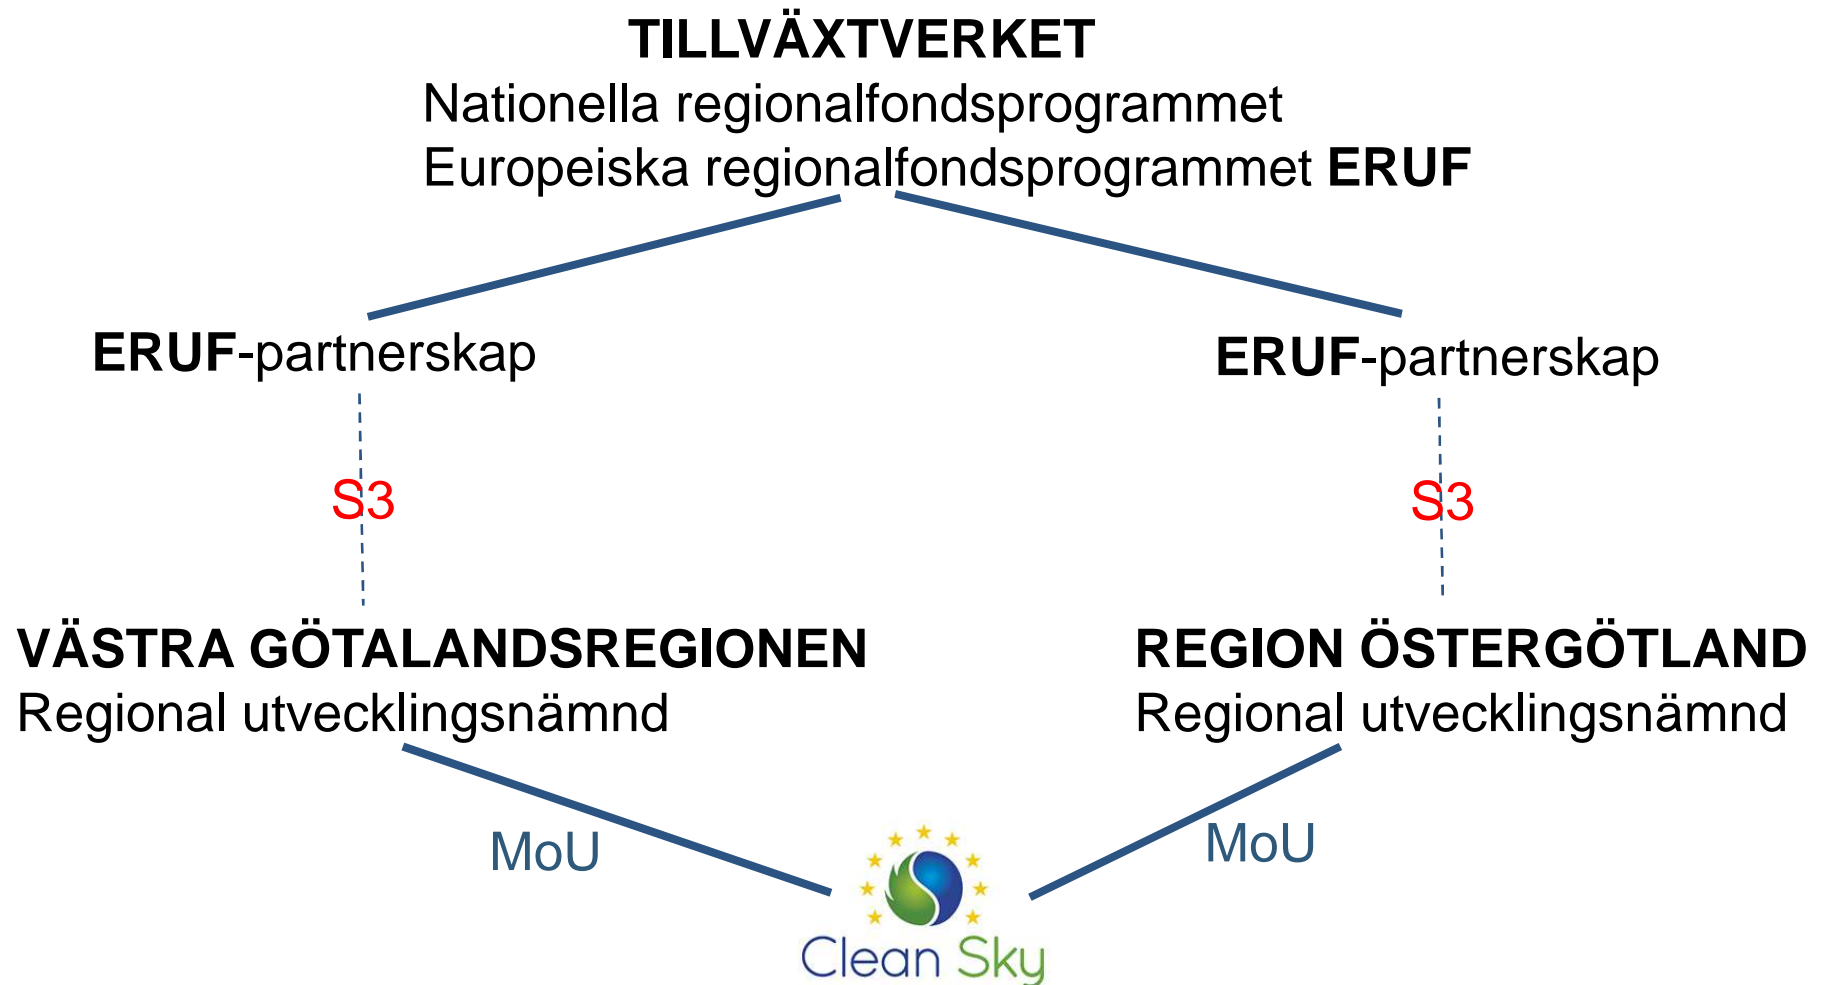 TILLVÄXTVERKET
Nationella regionalfondsprogrammet
Europeiska regionalfondsprogrammet ERUF
ERUF-partnerskap
ERUF-partnerskap
S3
S3
VÄSTRA GÖTALANDSREGIONEN
Regional utvecklingsnämnd
REGION ÖSTERGÖTLAND
Regional utvecklingsnämnd
MoU
MoU
Clean Sky